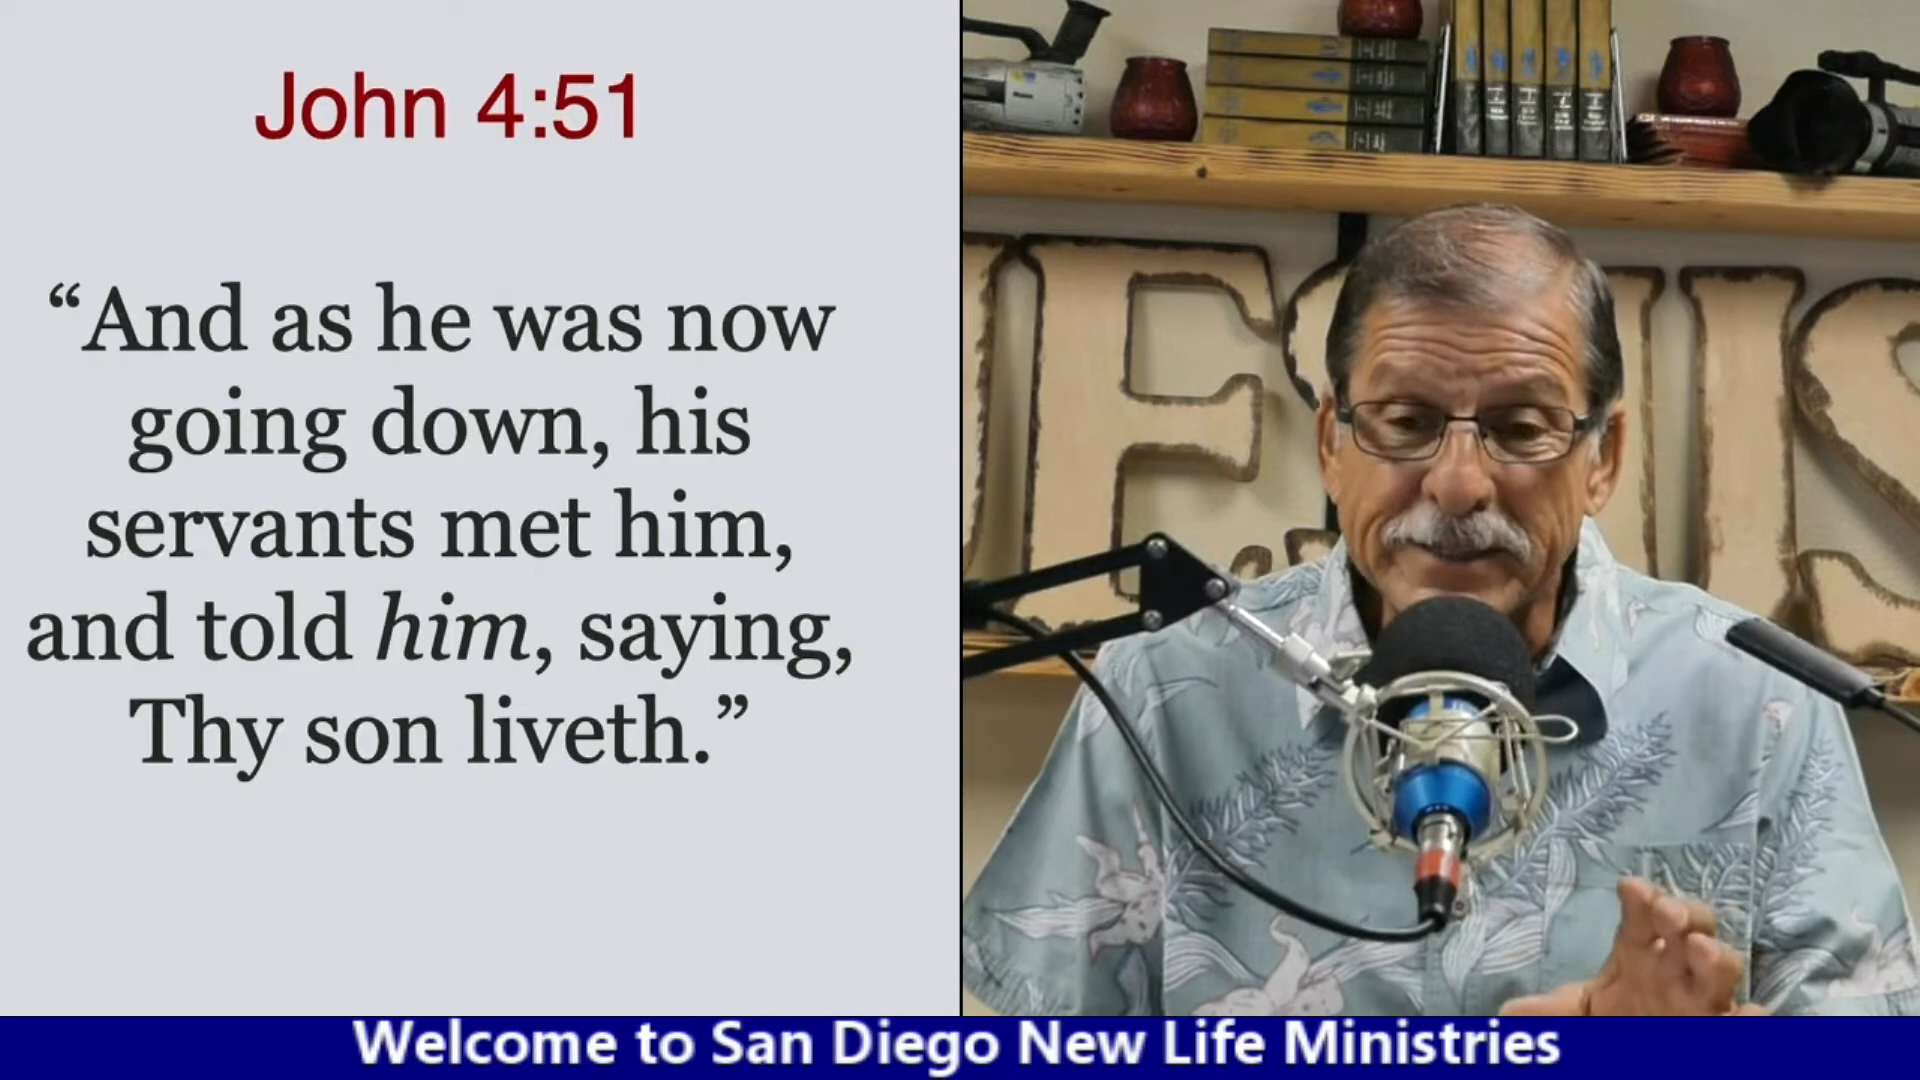 John 4:51
“And as he was now
going down, his
servants met him,
and told him, saying,
Thy son liveth.”
JESUS
Welcome to San Diego New Life Ministries